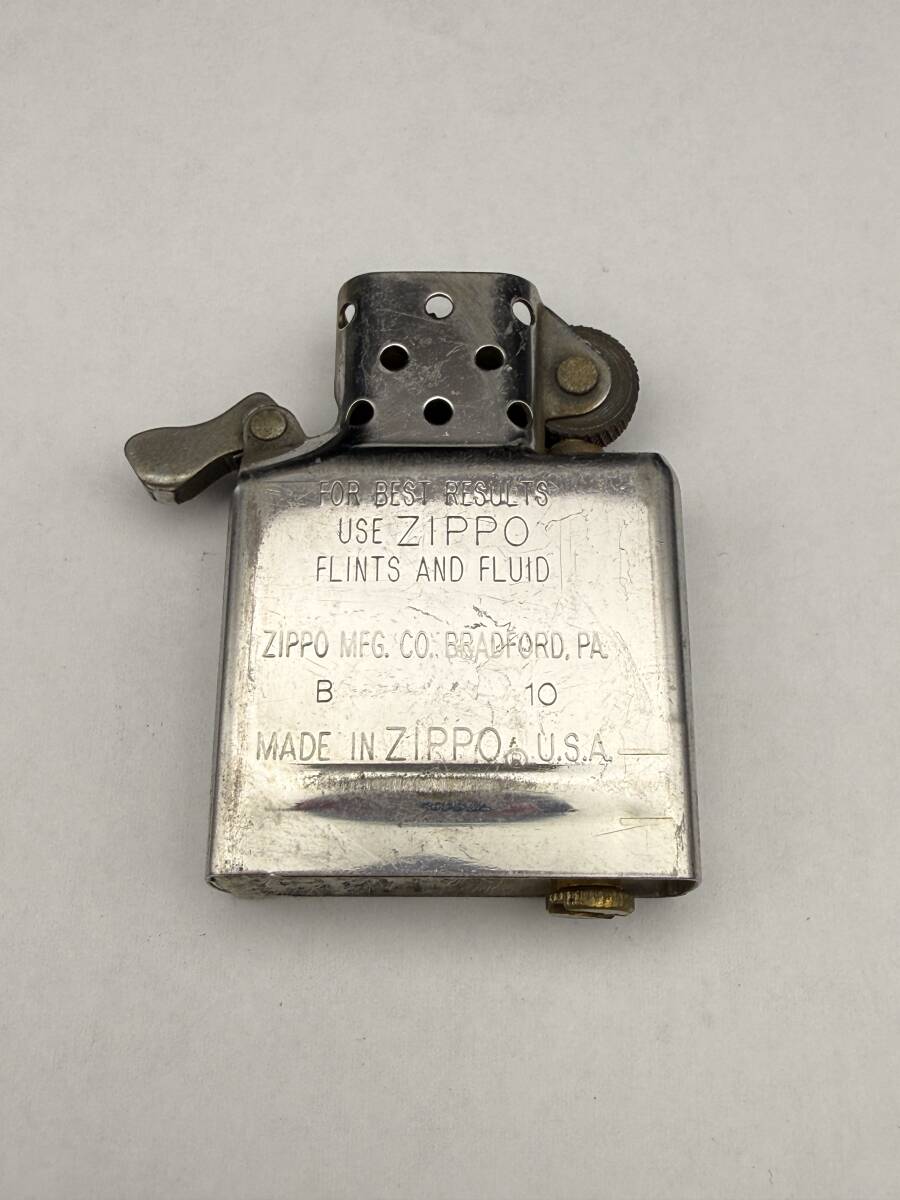 FOR BEST RESULTS
USE ZIPPO
FLINTS AND FLUID
ZIPPO MFG. CO. BRADFORD, PA.
B 10
MADE IN ZIPPO® U.S.A.